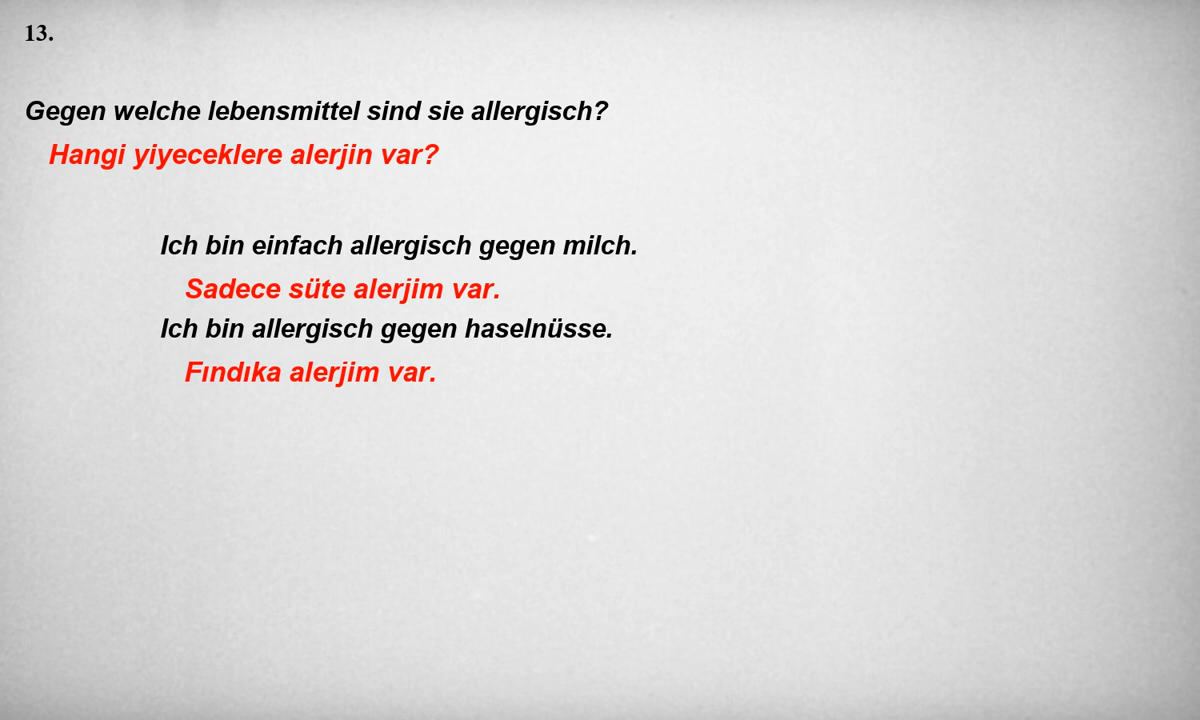 13.
Gegen welche lebensmittel sind sie allergisch?
Hangi yiyeceklere alerjin var?
Ich bin einfach allergisch gegen milch.
Sadece süte alerjim var.
Ich bin allergisch gegen haselnüsse.
Fındıka alerjim var.